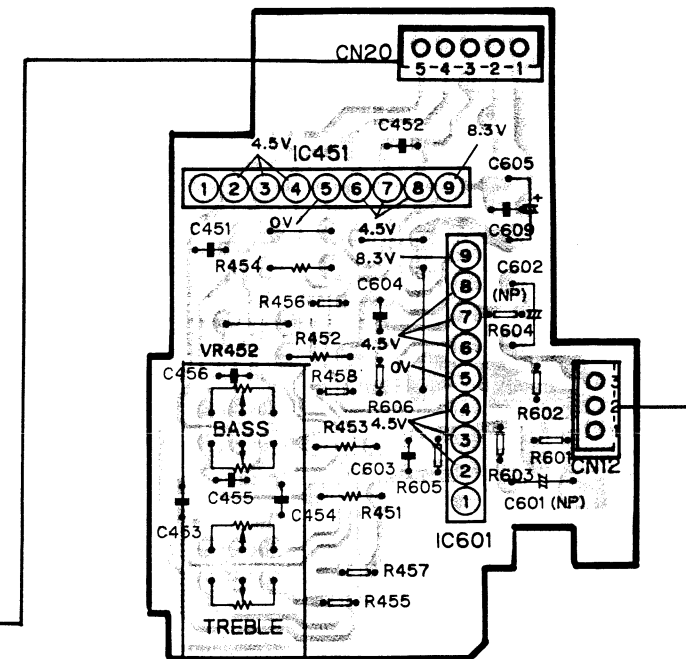 CN20
5-4-3-2-1
C452
8.3V
4.5V
IC451
C605
1 2 3 4 5 6 7 8 9
+
0V
4.5V
C451
C609
8.3V
9
R454
C602
C604
8
(NP)
R456
7
R604
R452
4.5V
6
VR452
0V
C456
R458
5
3
2
1
R606
4
R602
BASS
R453
4.5V
3
R601
CN12
C603
2
R603
C455
R605
C454
R451
1
C601 (NP)
C453
IC601
R457
R455
TREBLE